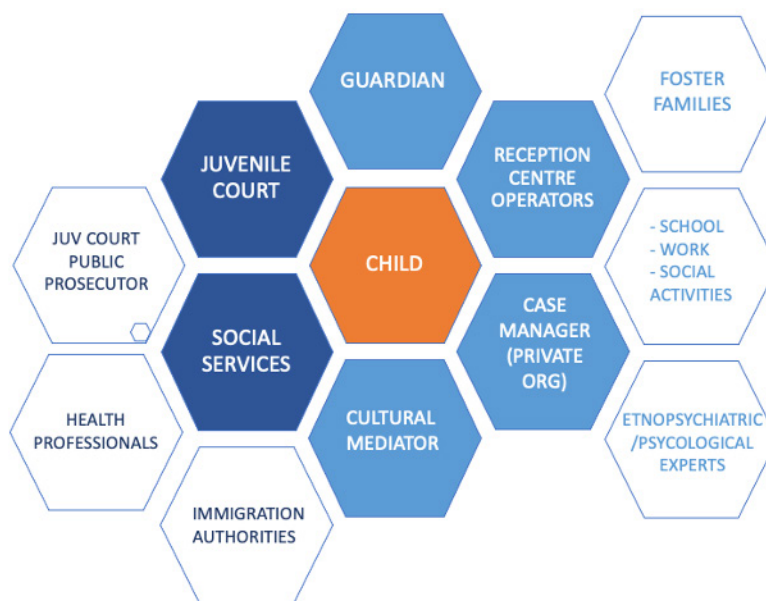 GUARDIAN
FOSTER
FAMILIES
JUVENILE
COURT
RECEPTION
CENTRE
OPERATORS
JUV COURT
PUBLIC
PROSECUTOR
CHILD
- SCHOOL
- WORK
- SOCIAL
ACTIVITIES
SOCIAL
SERVICES
CASE
MANAGER
(PRIVATE
ORG)
HEALTH
PROFESSIONALS
CULTURAL
MEDIATOR
ETNOPSYCHIATRIC
/PSYCOLOGICAL
EXPERTS
IMMIGRATION
AUTHORITIES